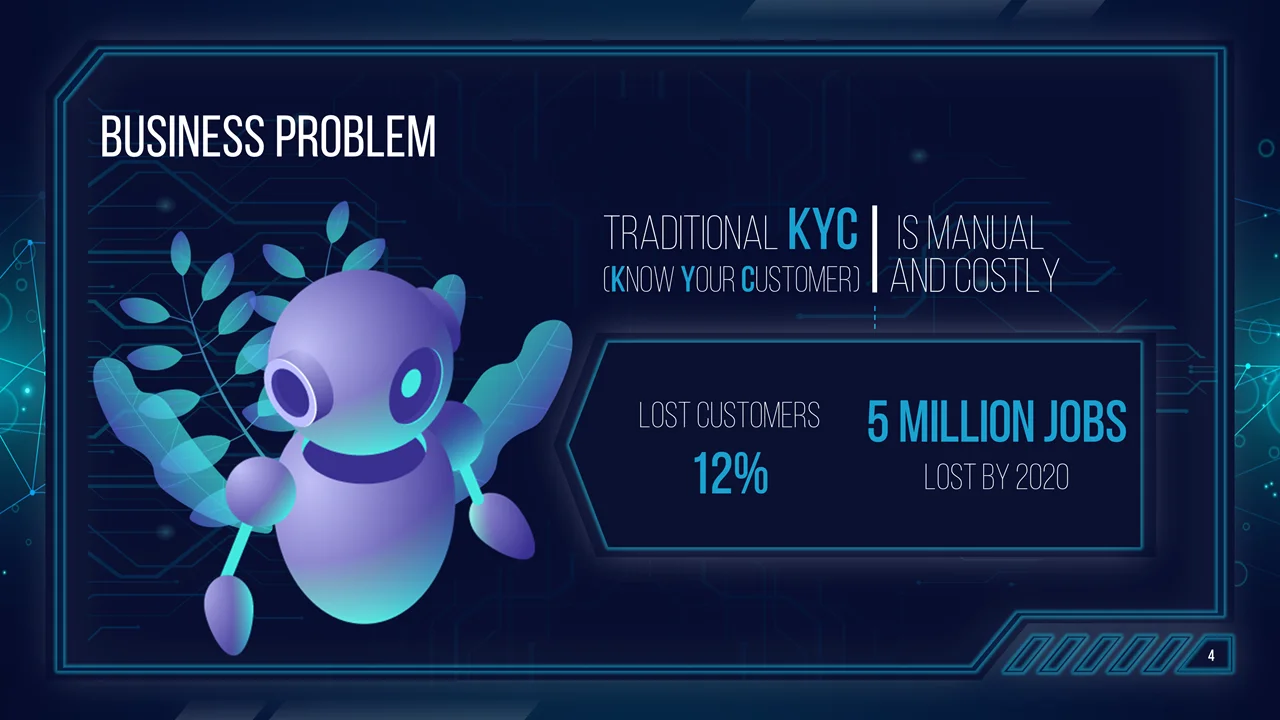 BUSINESS PROBLEM
TRADITIONAL KYC
(KNOW YOUR CUSTOMER)
IS MANUAL
AND COSTLY
LOST CUSTOMERS
12%
5 MILLION JOBS
LOST BY 2020
4